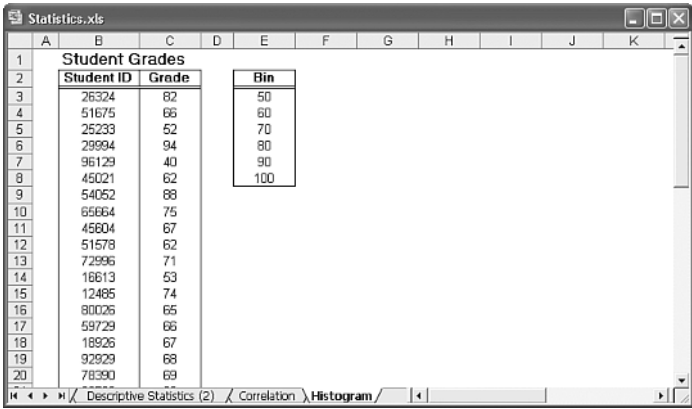 Statistics.xls
A B C D E F G H I J K
1 Student Grades
2 Student ID Grade Bin
3 26324 82 50
4 51675 66 60
5 25233 52 70
6 29994 94 80
7 96129 40 90
8 45021 62 100
9 54052 88
10 65664 75
11 45604 67
12 51578 62
13 72996 71
14 16613 53
15 12485 74
16 80026 65
17 59729 66
18 18926 67
19 92929 68
20 78390 69
Descriptive Statistics (2) Correlation Histogram